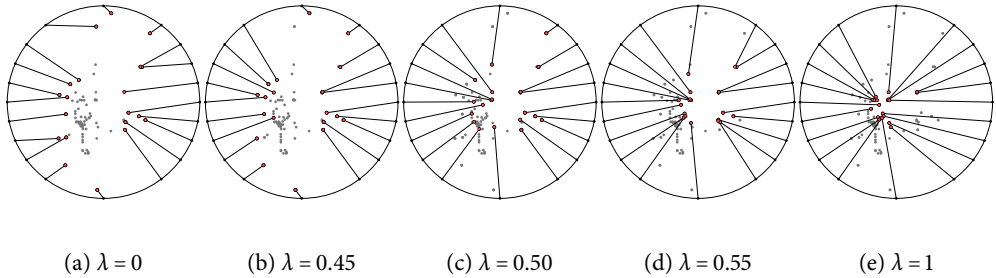 (a) λ = 0 (b) λ = 0.45 (c) λ = 0.50 (d) λ = 0.55 (e) λ = 1